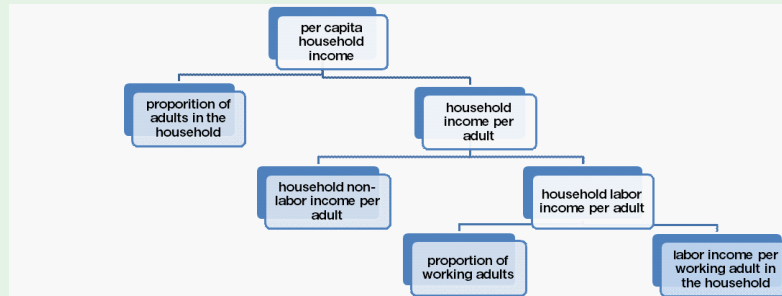 per capita
household
income
proporition of
adults in the
household
household
income per
adult
household non-
labor income per
adult
household labor
income per adult
proportion of
working adults
labor income per
working adult in
the household